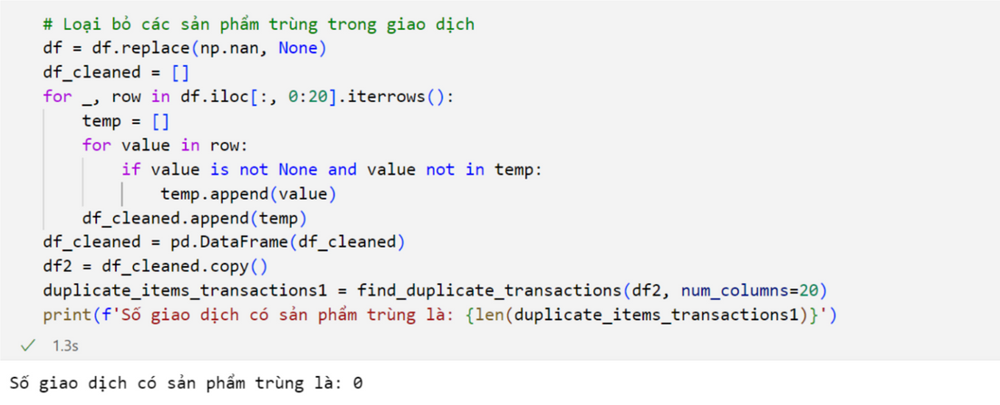 # Loại bỏ các sản phẩm trùng trong giao dịch
df = df.replace(np.nan, None)
df_cleaned = []
for _, row in df.iloc[:, 0:20].iterrows():
    temp = []
    for value in row:
        if value is not None and value not in temp:
            temp.append(value)
    df_cleaned.append(temp)
df_cleaned = pd.DataFrame(df_cleaned)
df2 = df_cleaned.copy()
duplicate_items_transactions1 = find_duplicate_transactions(df2, num_columns=20)
print(f'Số giao dịch có sản phẩm trùng là: {len(duplicate_items_transactions1)}')
✓ 1.3s
Số giao dịch có sản phẩm trùng là: 0